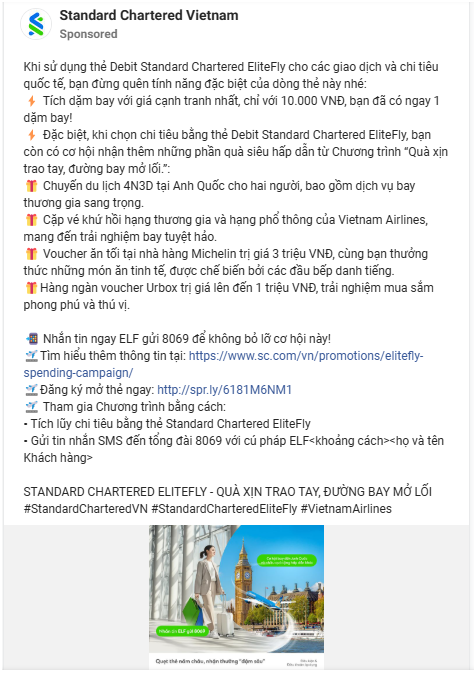 Standard Chartered Vietnam
Sponsored
Khi sử dụng thẻ Debit Standard Chartered EliteFly cho các giao dịch và chi tiêu
quốc tế, bạn đừng quên tính năng đặc biệt của dòng thẻ này nhé:
⚡ Tích dặm bay với giá cạnh tranh nhất, chỉ với 10.000 VNĐ, bạn đã có ngay 1
dặm bay!
⚡ Đặc biệt, khi chọn chi tiêu bằng thẻ Debit Standard Chartered EliteFly, bạn
còn có cơ hội nhận thêm những phần quà siêu hấp dẫn từ Chương trình “Quà xịn
trao tay, đường bay mở lối.”:
🎁 Chuyến du lịch 4N3D tại Anh Quốc cho hai người, bao gồm dịch vụ bay
thương gia sang trọng.
🎁 Cặp vé khứ hồi hạng thương gia và hạng phổ thông của Vietnam Airlines,
mang đến trải nghiệm bay tuyệt hảo.
🎁 Voucher ăn tối tại nhà hàng Michelin trị giá 3 triệu VNĐ, cùng bạn thưởng
thức những món ăn tinh tế, được chế biến bởi các đầu bếp danh tiếng.
🎁Hàng ngàn voucher Urbox trị giá lên đến 1 triệu VNĐ, trải nghiệm mua sắm
phong phú và thú vị.
📲 Nhắn tin ngay ELF gửi 8069 để không bỏ lỡ cơ hội này!
🛫Tìm hiểu thêm thông tin tại: https://www.sc.com/vn/promotions/elitefly-
spending-campaign/
🛫Đăng ký mở thẻ ngay: http://spr.ly/6181M6NM1
🛫 Tham gia Chương trình bằng cách:
• Tích lũy chi tiêu bằng thẻ Standard Chartered EliteFly
• Gửi tin nhắn SMS đến tổng đài 8069 với cú pháp ELF<khoảng cách><họ và tên
Khách hàng>
STANDARD CHARTERED ELITEFLY - QUÀ XỊN TRAO TAY, ĐƯỜNG BAY MỞ LỐI
#StandardCharteredVN #StandardCharteredEliteFly #VietnamAirlines
Nhắn tin ELF gửi 8069
Quẹt thẻ năm châu, nhận thưởng "đậm sâu"